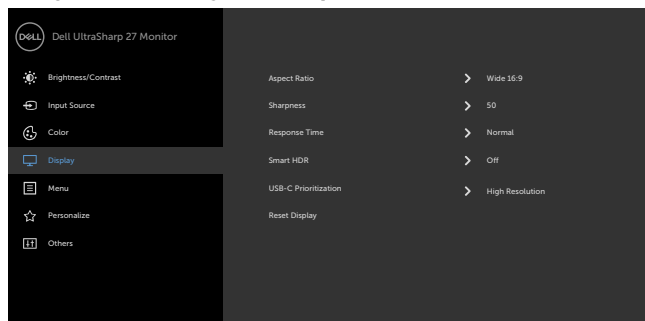 DELL Dell UltraSharp 27 Monitor
Brightness/Contrast
Input Source
Color
Display
Menu
Personalize
Others
Aspect Ratio Wide 16:9
Sharpness 50
Response Time Normal
Smart HDR Off
USB-C Prioritization High Resolution
Reset Display